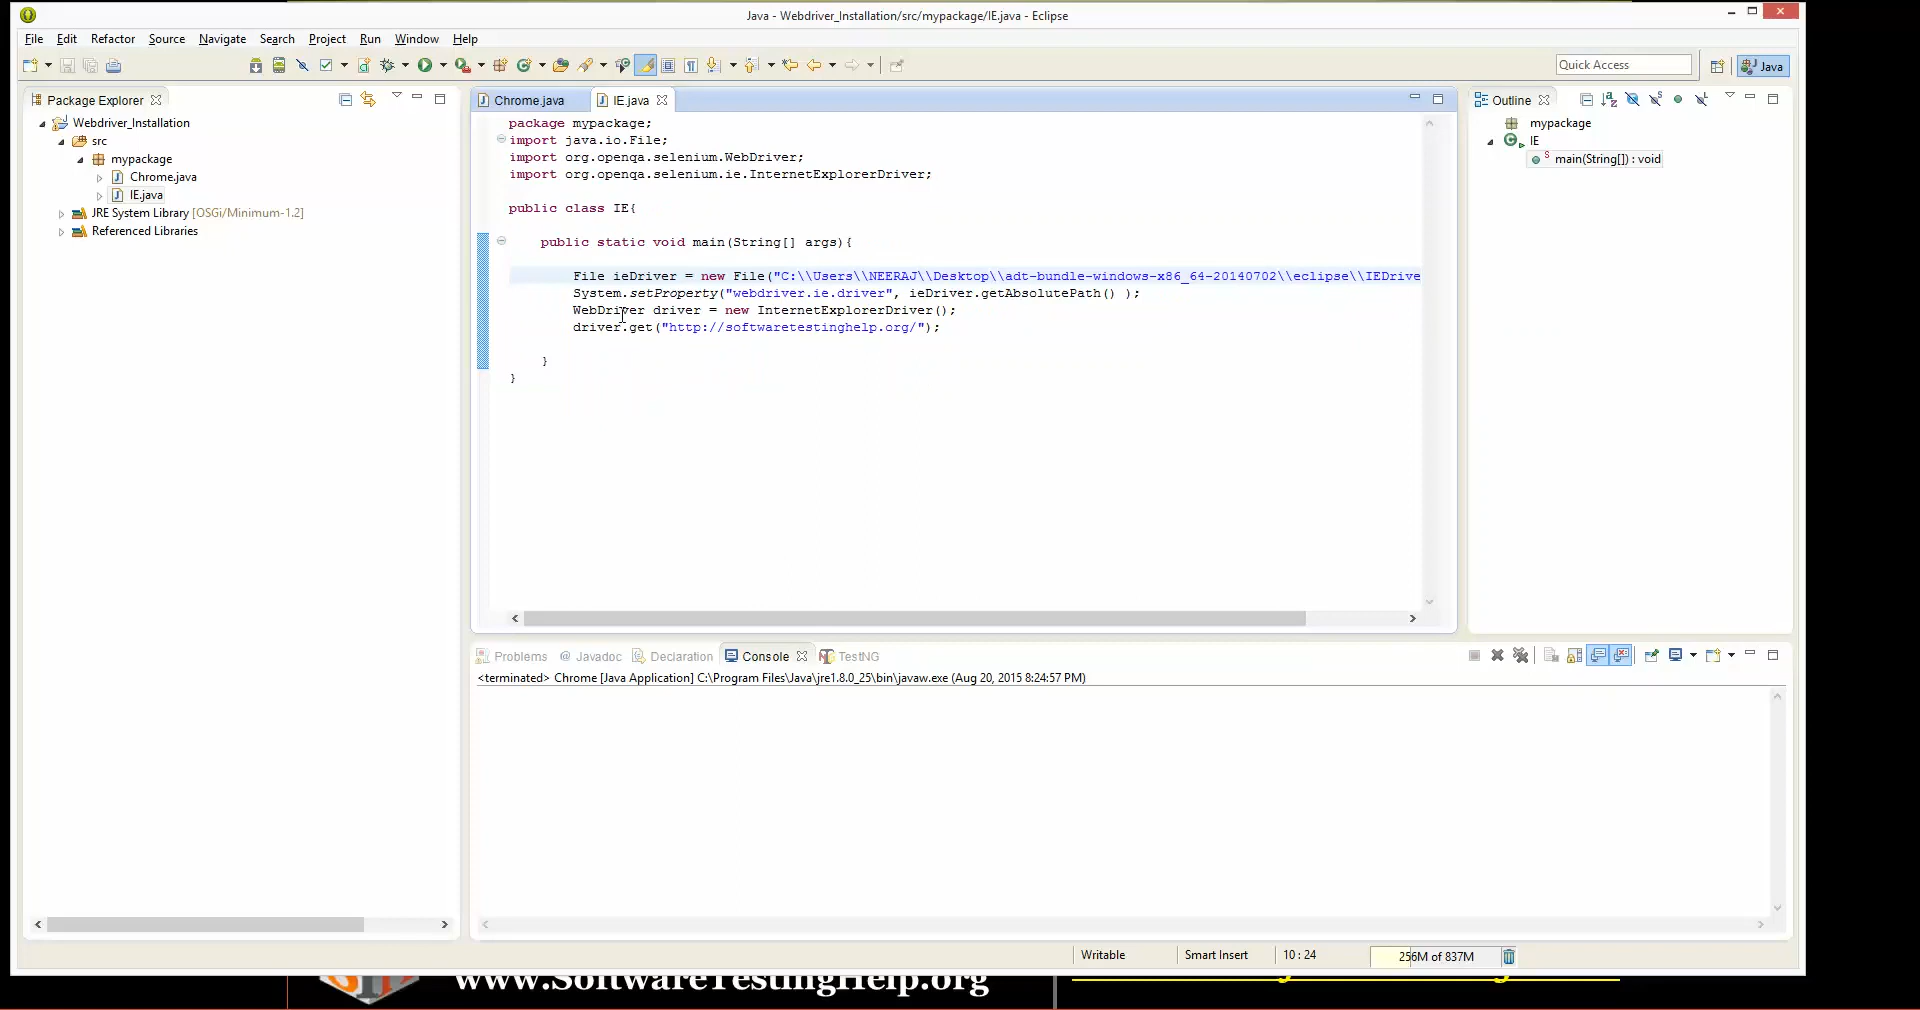 Java - Webdriver_Installation/src/mypackage/IE.java - Eclipse
File Edit Refactor Source Navigate Search Project Run Window Help
Quick Access
Java
Package Explorer
Webdriver_Installation
src
mypackage
Chrome.java
IE.java
JRE System Library [OSGi/Minimum-1.2]
Referenced Libraries
Chrome.java IE.java
package mypackage;
import java.io.File;
import org.openqa.selenium.WebDriver;
import org.openqa.selenium.ie.InternetExplorerDriver;
public class IE{
public static void main(String[] args){
File ieDriver = new File("C:\\Users\\NEERAJ\\Desktop\\adt-bundle-windows-x86_64-20140702\\eclipse\\IEDrive
System.setProperty("webdriver.ie.driver", ieDriver.getAbsolutePath() );
WebDriver driver = new InternetExplorerDriver();
driver.get("http://softwaretestinghelp.org/");
}
}
Outline
mypackage
IE
main(String[]) : void
Problems @ Javadoc Declaration Console TestNG
<terminated> Chrome [Java Application] C:\Program Files\Java\jre1.8.0_25\bin\javaw.exe (Aug 20, 2015 8:24:57 PM)
Writable Smart Insert 10 : 24 256M of 837M
www.SoftwareTestingHelp.org